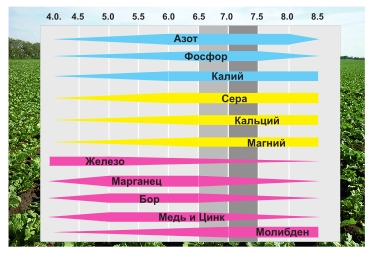 4.0. 4.5 5.0 5.5 6.0 6.5 7.0 7.5 8.0 8.5
Азот
Фосфор
Калий
Сера
Кальций
Магний
Железо
Марганец
Бор
Медь и Цинк
Молибден